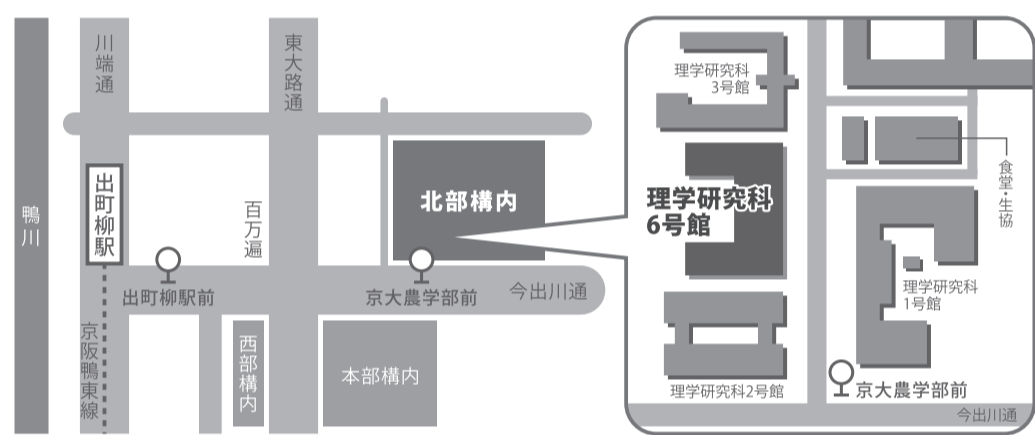 鴨川
川端通
出町柳駅
京阪鴨東線
出町柳駅前
百万遍
東大路通
西部構内
北部構内
京大農学部前
今出川通
本部構内
理学研究科
3号館
理学研究科
6号館
理学研究科2号館
食堂・生協
理学研究科
1号館
京大農学部前
今出川通